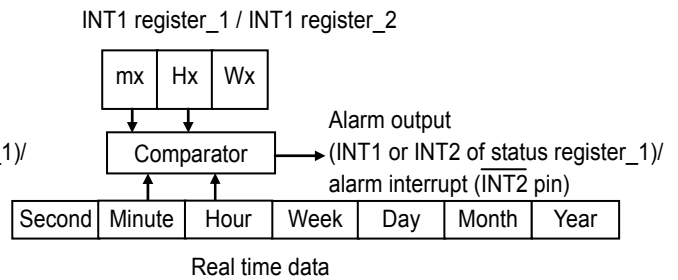 INT1 register_1 / INT1 register_2
mx Hx Wx
Alarm output
_1)/ Comparator (INT1 or INT2 of status register_1)/
alarm interrupt (INT2 pin)
Second Minute Hour Week Day Month Year
Real time data